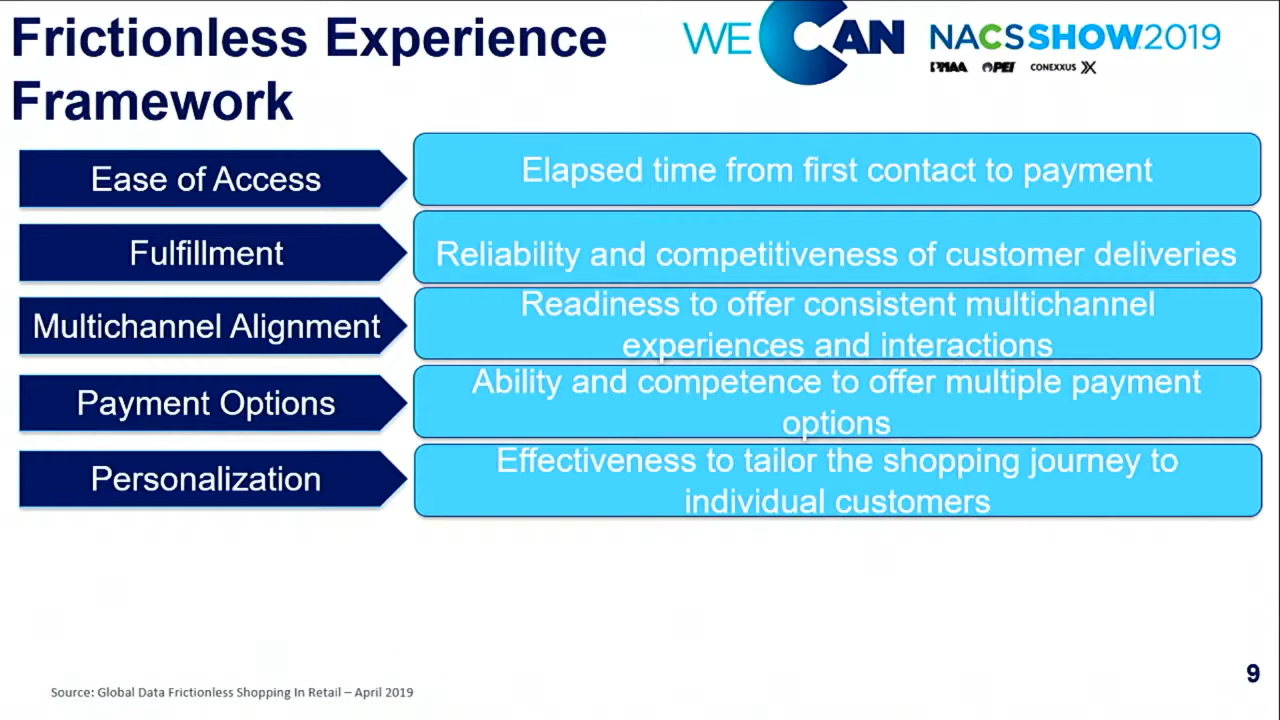 Frictionless Experience
Framework
WE CAN
NACS SHOW 2019
PMAA PEI CONEXXUS
Ease of Access
Elapsed time from first contact to payment
Fulfillment
Reliability and competitiveness of customer deliveries
Multichannel Alignment
Readiness to offer consistent multichannel
experiences and interactions
Payment Options
Ability and competence to offer multiple payment
options
Personalization
Effectiveness to tailor the shopping journey to
individual customers
9
Source: Global Data Frictionless Shopping In Retail – April 2019